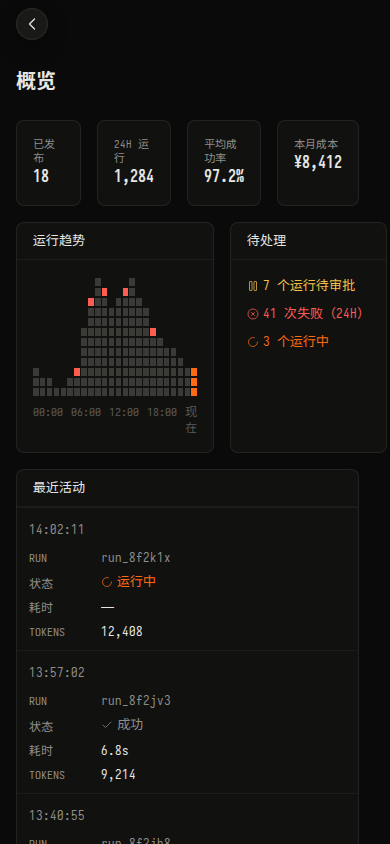 概览
已发
布
18
24H 运
行
1,284
平均成
功率
97.2%
本月成本
¥8,412
运行趋势
00:00 06:00 12:00 18:00 现
在
待处理
7 个运行待审批
41 次失败 (24H)
3 个运行中
最近活动
14:02:11
RUN run_8f2k1x
状态 运行中
耗时 —
TOKENS 12,408
13:57:02
RUN run_8f2jv3
状态 成功
耗时 6.8s
TOKENS 9,214
13:40:55
RUN run_8f2jb8